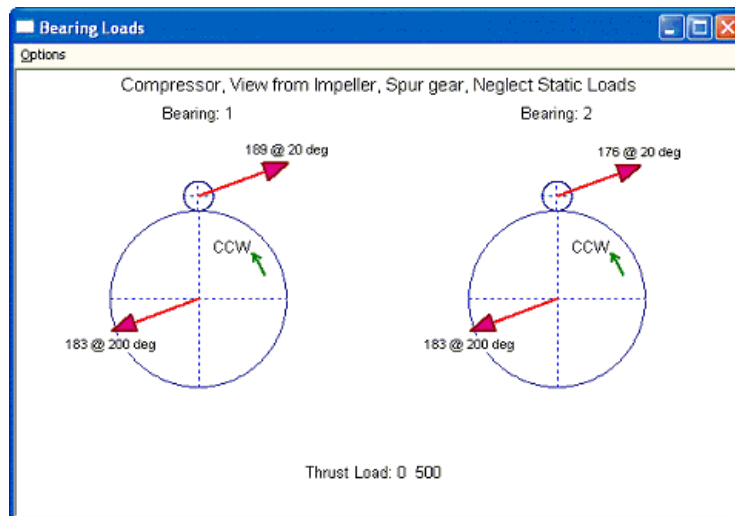 Bearing Loads
Options
Compressor, View from Impeller, Spur gear, Neglect Static Loads
Bearing: 1
Bearing: 2
189 @ 20 deg
176 @ 20 deg
CCW
CCW
183 @ 200 deg
183 @ 200 deg
Thrust Load: 0 500